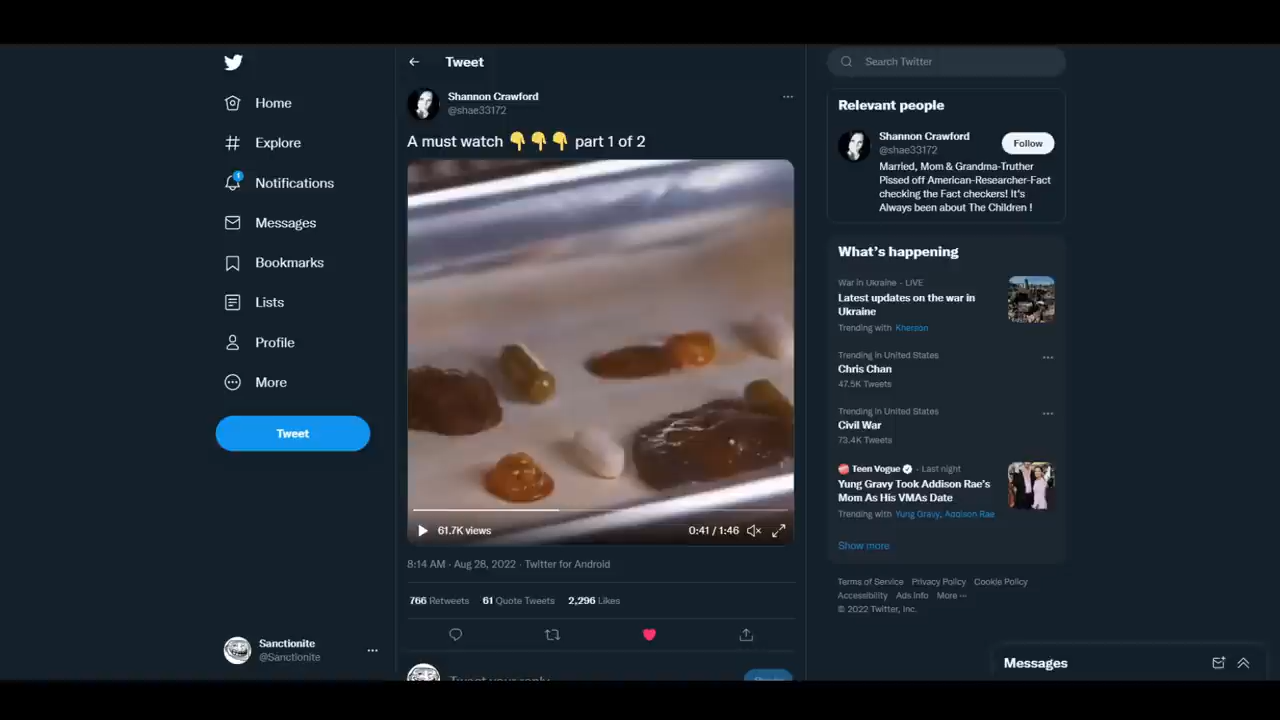 Home
Explore
1
Notifications
Messages
Bookmarks
Lists
Profile
More
Tweet
Sanctionite
@Sanctionite
Tweet
Shannon Crawford
@shae33172
A must watch 👇👇👇 part 1 of 2
61.7K views
0:41 / 1:46
8:14 AM · Aug 28, 2022 · Twitter for Android
766 Retweets 61 Quote Tweets 2,296 Likes
Tweet your reply
Search Twitter
Relevant people
Shannon Crawford
@shae33172
Follow
Married, Mom & Grandma-Truther
Pissed off American-Researcher-Fact
checking the Fact checkers! It's
Always been about The Children !
What's happening
War in Ukraine · LIVE
Latest updates on the war in
Ukraine
Trending with Kherson
Trending in United States
Chris Chan
47.5K Tweets
Trending in United States
Civil War
73.4K Tweets
Teen Vogue · Last night
Yung Gravy Took Addison Rae's
Mom As His VMAs Date
Trending with Yung Gravy, Addison Rae
Show more
Terms of Service Privacy Policy Cookie Policy
Accessibility Ads Info More ···
© 2022 Twitter, Inc.
Messages